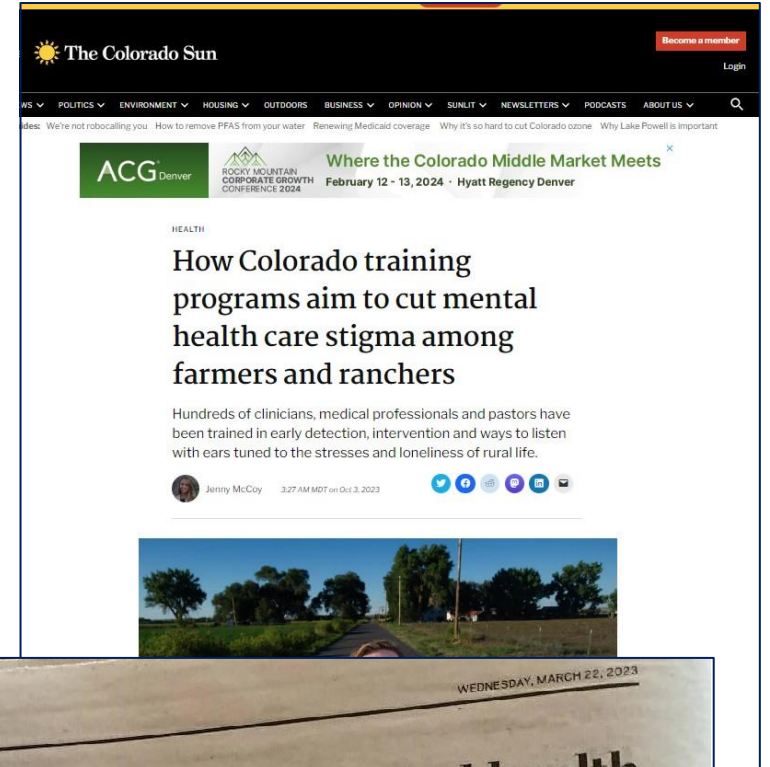 The Colorado Sun
Become a member
Login
POLITICS ENVIRONMENT HOUSING OUTDOORS BUSINESS OPINION SUNLIT NEWSLETTERS PODCASTS ABOUT US
We're not robocalling you How to remove PFAS from your water Renewing Medicaid coverage Why it's so hard to cut Colorado ozone Why Lake Powell is important
ACG Denver
ROCKY MOUNTAIN
CORPORATE GROWTH
CONFERENCE 2024
Where the Colorado Middle Market Meets
February 12 - 13, 2024 · Hyatt Regency Denver
HEALTH
How Colorado training
programs aim to cut mental
health care stigma among
farmers and ranchers
Hundreds of clinicians, medical professionals and pastors have
been trained in early detection, intervention and ways to listen
with ears tuned to the stresses and loneliness of rural life.
Jenny McCoy 3:27 AM MDT on Oct 3, 2023
WEDNESDAY, MARCH 22, 2023